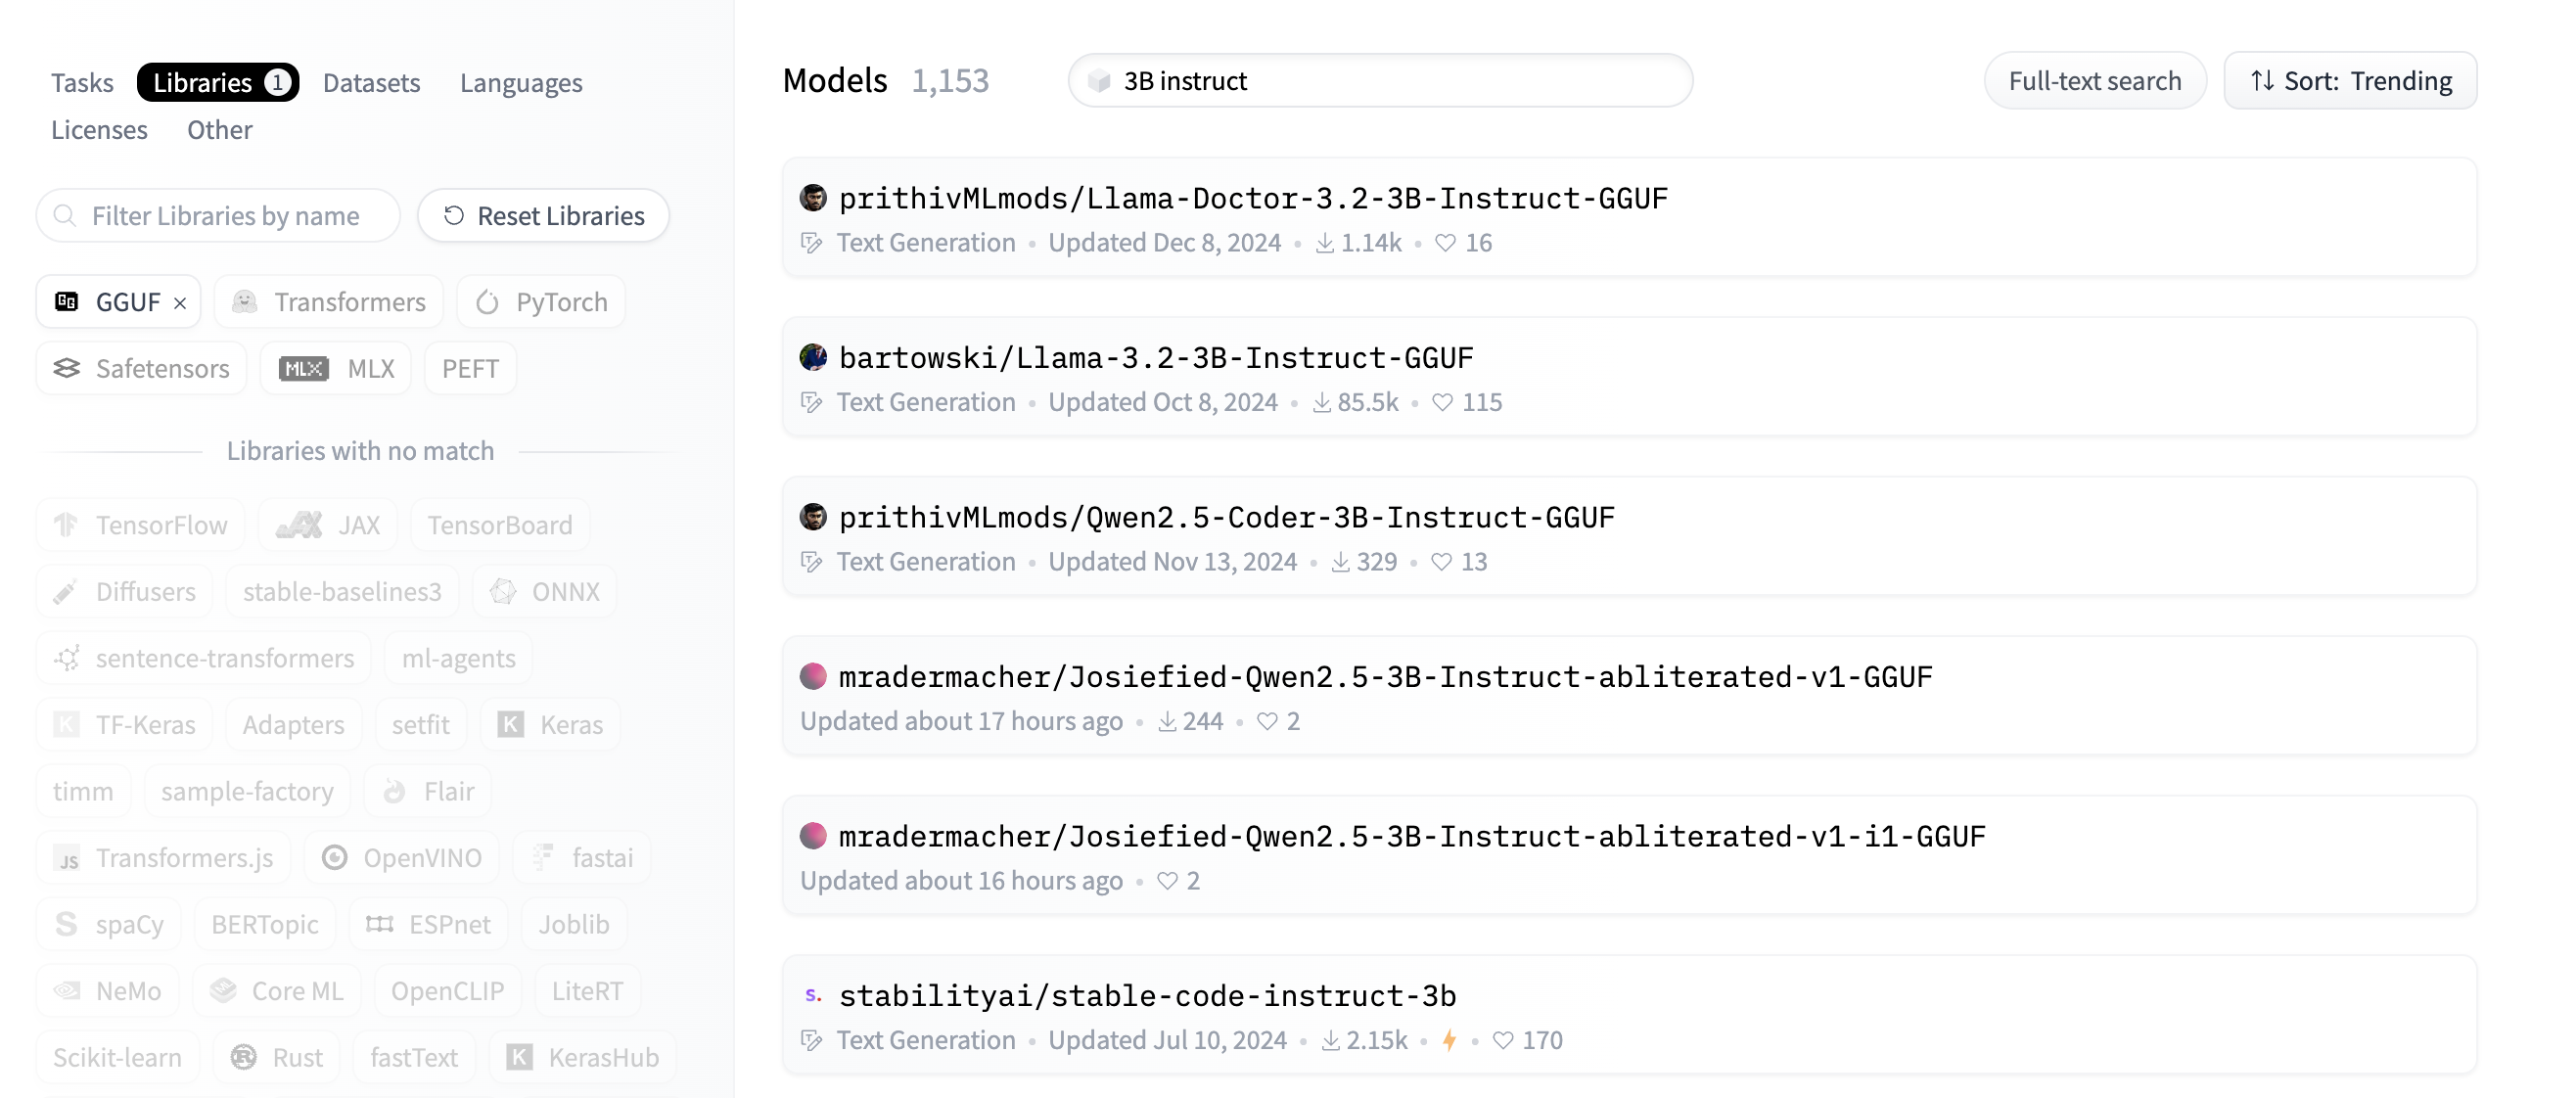 Tasks Libraries 1 Datasets Languages
Licenses Other
Filter Libraries by name Reset Libraries
GGUF × Transformers PyTorch
Safetensors MLX MLX PEFT
Libraries with no match
TensorFlow JAX TensorBoard
Diffusers stable-baselines3 ONNX
sentence-transformers ml-agents
K TF-Keras Adapters setfit K Keras
timm sample-factory Flair
JS Transformers.js OpenVINO fastai
S spaCy BERTopic ESPnet Joblib
NeMo Core ML OpenCLIP LiteRT
Scikit-learn R Rust fastText K KerasHub
Models 1,153 3B instruct Full-text search Sort: Trending
prithivMLmods/Llama-Doctor-3.2-3B-Instruct-GGUF
Text Generation • Updated Dec 8, 2024 • 1.14k • 16
bartowski/Llama-3.2-3B-Instruct-GGUF
Text Generation • Updated Oct 8, 2024 • 85.5k • 115
prithivMLmods/Qwen2.5-Coder-3B-Instruct-GGUF
Text Generation • Updated Nov 13, 2024 • 329 • 13
mradermacher/Josiefied-Qwen2.5-3B-Instruct-abliterated-v1-GGUF
Updated about 17 hours ago • 244 • 2
mradermacher/Josiefied-Qwen2.5-3B-Instruct-abliterated-v1-i1-GGUF
Updated about 16 hours ago • 2
S. stabilityai/stable-code-instruct-3b
Text Generation • Updated Jul 10, 2024 • 2.15k • • 170